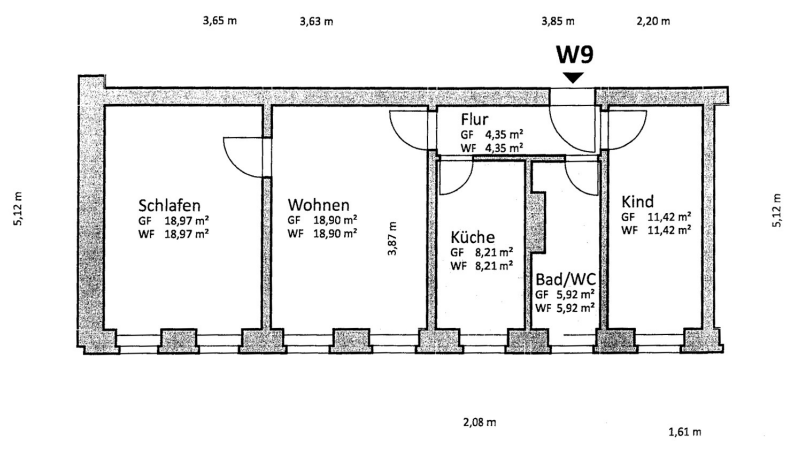 3,65 m
3,63 m
3,85 m
2,20 m
W9
Flur
GF 4,35 m²
WF 4,35 m²
5,12 m
Schlafen
GF 18,97 m²
WF 18,97 m²
Wohnen
GF 18,90 m²
WF 18,90 m²
3,87 m
Küche
GF 8,21 m²
WF 8,21 m²
Bad/WC
GF 5,92 m²
WF 5,92 m²
Kind
GF 11,42 m²
WF 11,42 m²
5,12 m
2,08 m
1,61 m